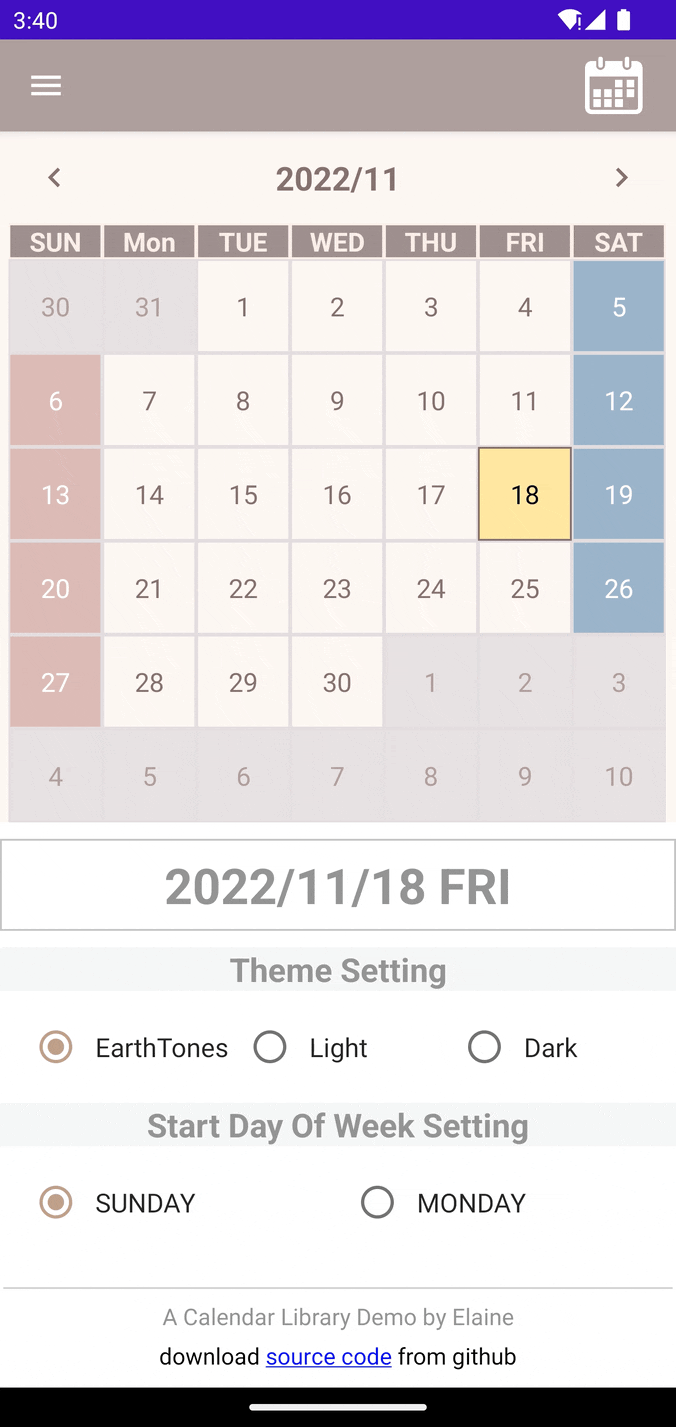 3:40
2022/11
SUN Mon TUE WED THU FRI SAT
30 31 1 2 3 4 5
6 7 8 9 10 11 12
13 14 15 16 17 18 19
20 21 22 23 24 25 26
27 28 29 30 1 2 3
4 5 6 7 8 9 10
2022/11/18 FRI
Theme Setting
EarthTones Light Dark
Start Day Of Week Setting
SUNDAY MONDAY
A Calendar Library Demo by Elaine
download source code from github